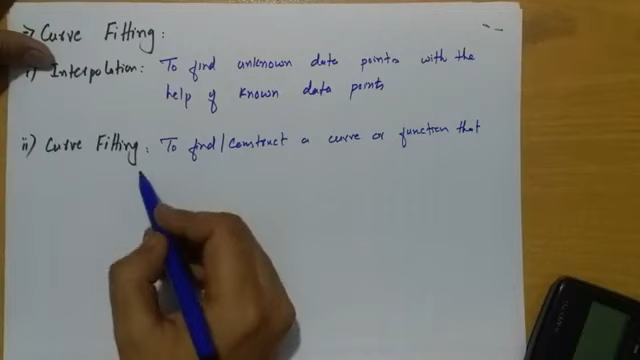 ⇒ Curve Fitting :
i) Interpolation : To find unknown data points with the
help of known data points
ii) Curve Fitting : To find / Construct a curve or function that